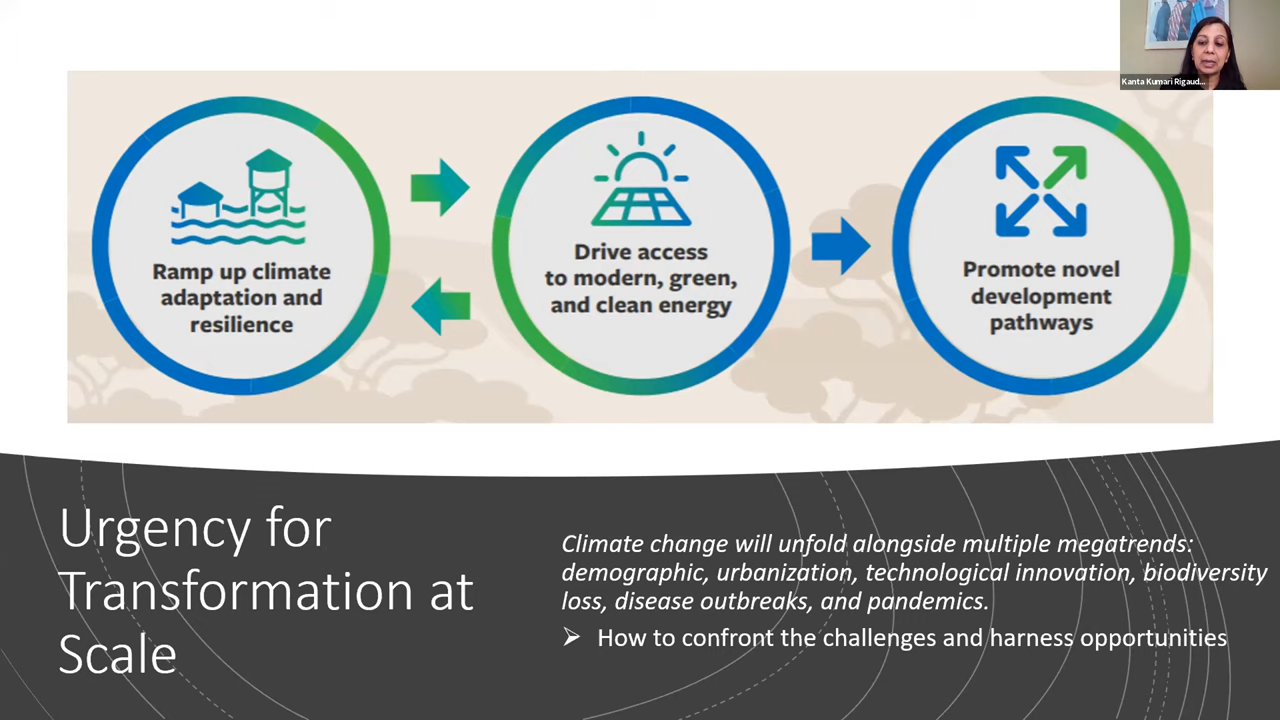 Kanta Kumari Rigaud...
Ramp up climate
adaptation and
resilience
Drive access
to modern, green,
and clean energy
Promote novel
development
pathways
Urgency for
Transformation at
Scale
Climate change will unfold alongside multiple megatrends:
demographic, urbanization, technological innovation, biodiversity
loss, disease outbreaks, and pandemics.
➢ How to confront the challenges and harness opportunities